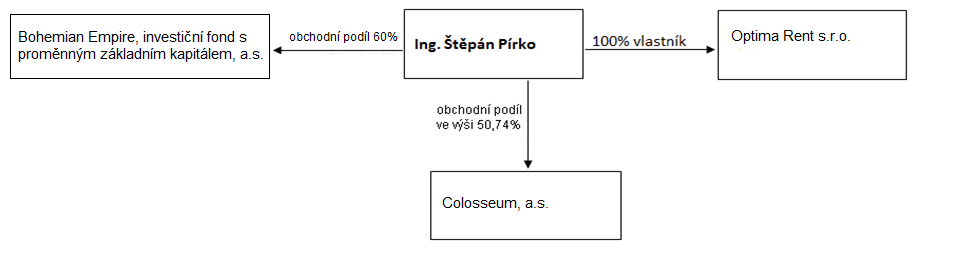 Bohemian Empire, investiční fond s
proměnným základním kapitálem, a.s.
obchodní podíl 60%
Ing. Štěpán Pírko
100% vlastník
Optima Rent s.r.o.
obchodní podíl
ve výši 50,74%
Colosseum, a.s.